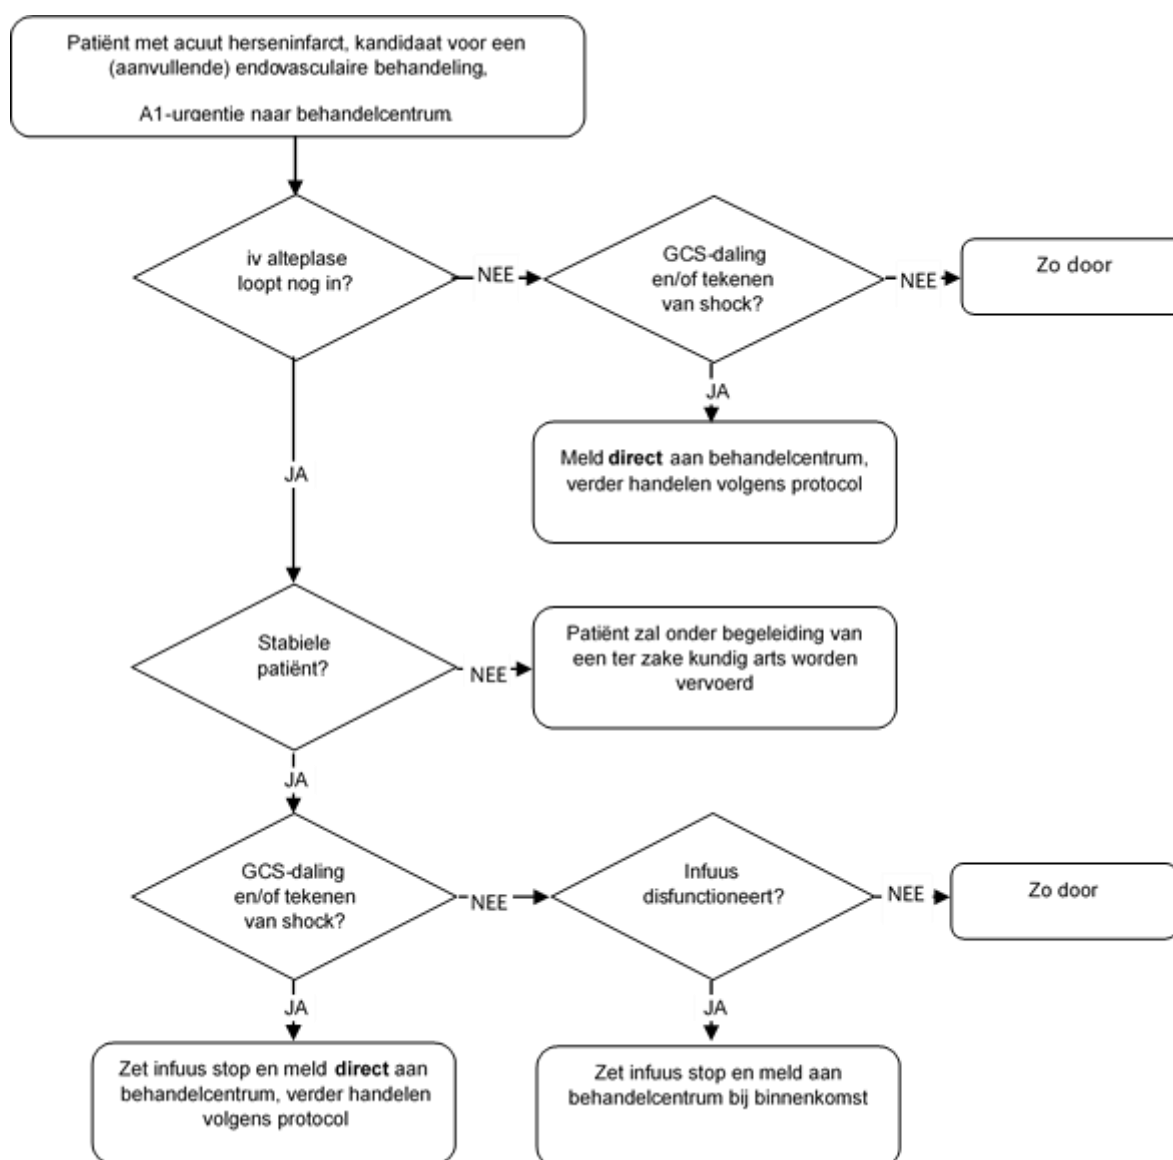 Patiënt met acuut herseninfarct, kandidaat voor een
(aanvullende) endovasculaire behandeling,
A1-urgentie naar behandelcentrum.
iv alteplase
loopt nog in?
NEE
GCS-daling
en/of tekenen
van shock?
NEE
Zo door
JA
Meld direct aan behandelcentrum,
verder handelen volgens protocol
JA
Stabiele
patiënt?
NEE
Patiënt zal onder begeleiding van
een ter zake kundig arts worden
vervoerd
JA
GCS-daling
en/of tekenen
van shock?
NEE
Infuus
disfunctioneert?
NEE
Zo door
JA
Zet infuus stop en meld direct aan
behandelcentrum, verder handelen
volgens protocol
JA
Zet infuus stop en meld aan
behandelcentrum bij binnenkomst